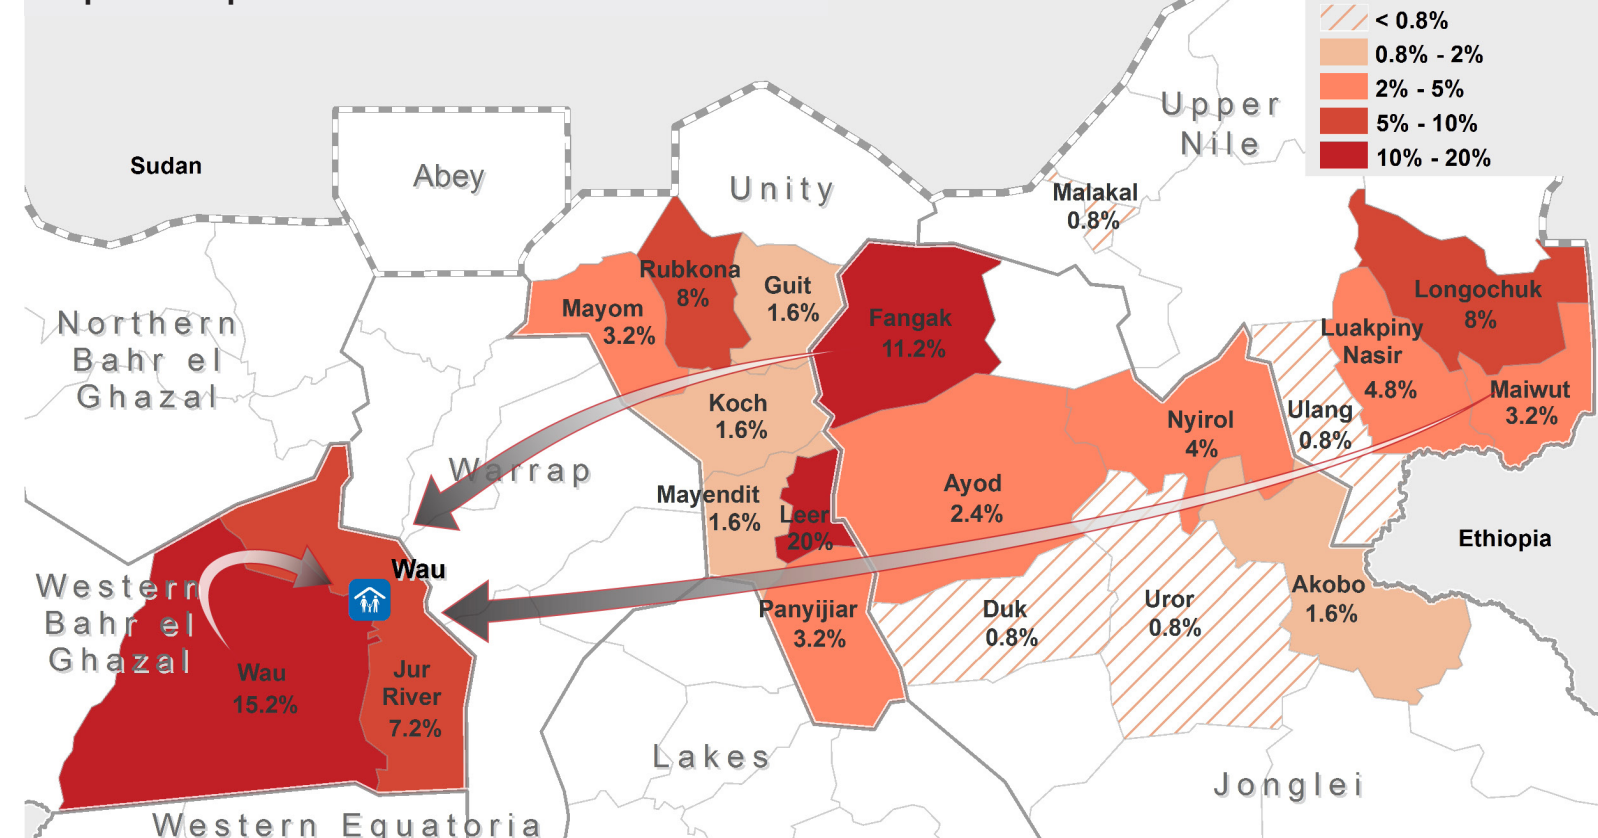 < 0.8%
0.8% - 2%
2% - 5%
5% - 10%
10% - 20%
Upper
Nile
Sudan
Abey
Unity
Malakal
0.8%
Rubkona
8%
Guit
1.6%
Mayom
3.2%
Fangak
11.2%
Longochuk
8%
Luakpiny
Nasir
4.8%
Maiwut
3.2%
Northern
Bahr el
Ghazal
Koch
1.6%
Nyirol
4%
Ulang
0.8%
Warrap
Mayendit
1.6%
Leer
20%
Ayod
2.4%
Ethiopia
Wau
Western
Bahr el
Ghazal
Panyijiar
3.2%
Duk
0.8%
Uror
0.8%
Akobo
1.6%
Wau
15.2%
Jur
River
7.2%
Lakes
Jonglei
Western Equatoria